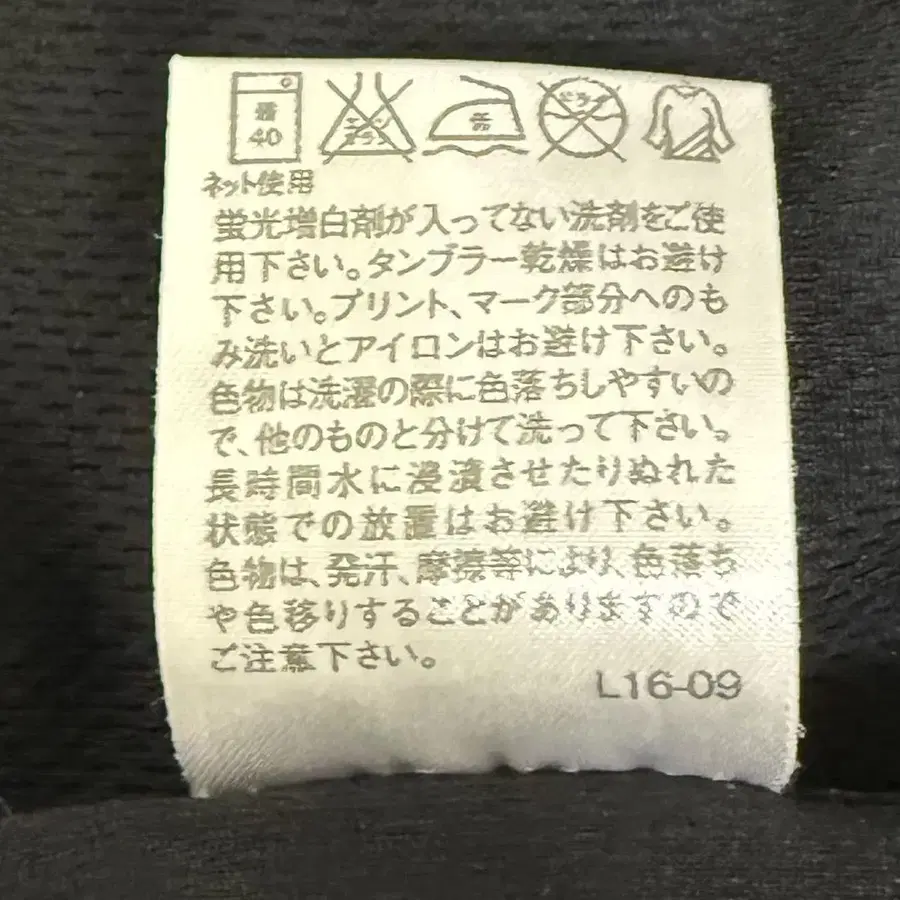 40
ネット使用
蛍光増白剤が入ってない洗剤をご使
用下さい。タンブラー乾燥はお避け
下さい。プリント、マーク部分へのも
み洗いとアイロンはお避け下さい。
色物は洗濯の際に色落ちしやすいの
で、他のものと分けて洗って下さい。
長時間水に浸漬させたりぬれた
状態での放置はお避け下さい。
色物は、発汗、摩擦等により、色落ち
や色移りすることがありますので
ご注意下さい。
L16-09